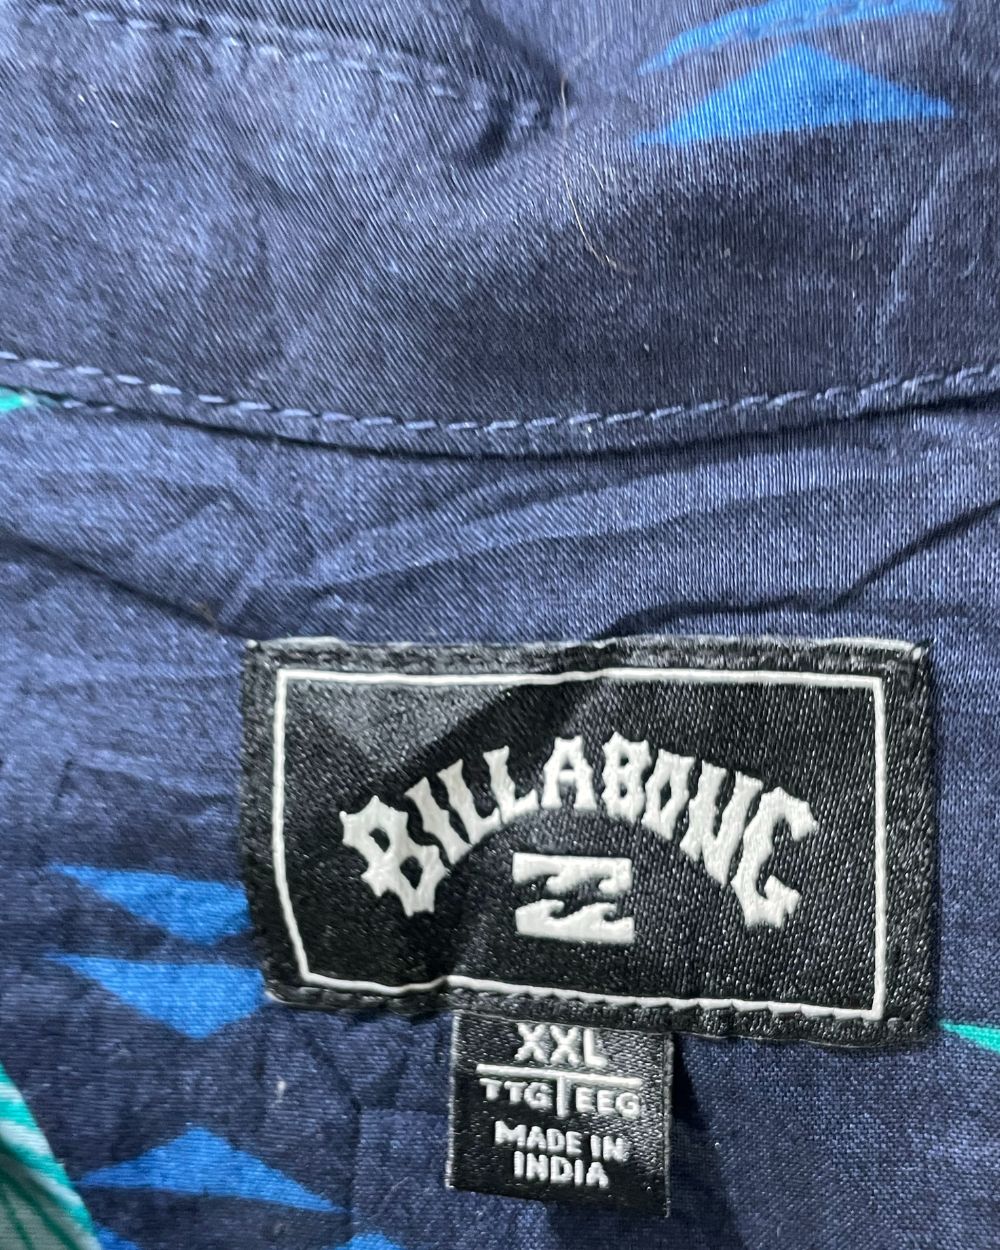 BILLABONG
XXL
TTG EEG
MADE IN
INDIA